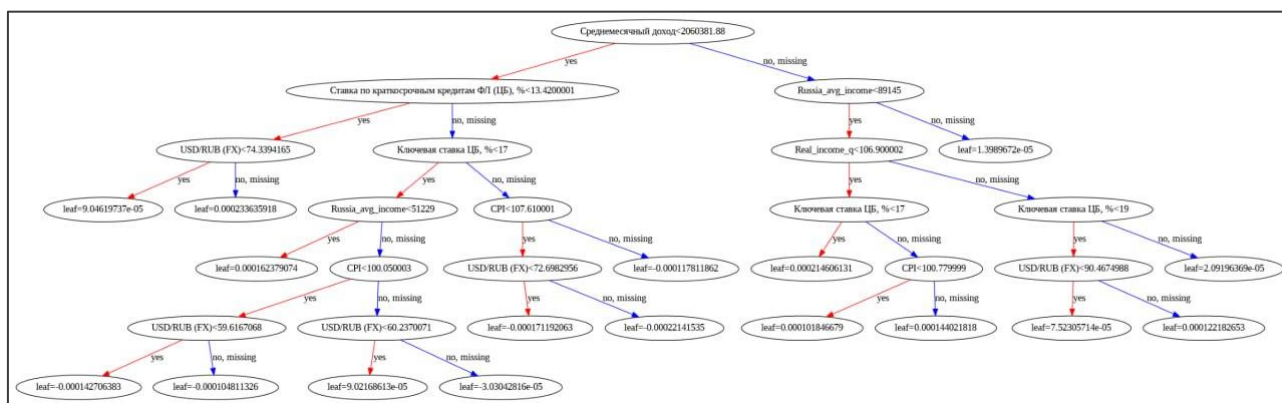 Среднемесячный доход<2060381.88
yes
no, missing
Ставка по краткосрочным кредитам ФЛ (ЦБ), %<13.4200001
Russia_avg_income<89145
yes
no, missing
yes
no, missing
USD/RUB (FX)<74.3394165
Ключевая ставка ЦБ, %<17
Real_income_q<106.900002
leaf=1.3989672e-05
yes
no, missing
yes
no, missing
yes
no, missing
leaf=9.04619737e-05
leaf=0.000233635918
Russia_avg_income<51229
CPI<107.610001
Ключевая ставка ЦБ, %<17
Ключевая ставка ЦБ, %<19
yes
no, missing
yes
no, missing
yes
no, missing
yes
no, missing
leaf=0.000162379074
CPI<100.050003
USD/RUB (FX)<72.6982956
leaf=-0.000117811862
leaf=0.000214606131
CPI<100.779999
USD/RUB (FX)<90.4674988
leaf=2.09196369e-05
yes
no, missing
yes
no, missing
yes
no, missing
yes
no, missing
USD/RUB (FX)<59.6167068
USD/RUB (FX)<60.2370071
leaf=-0.000171192063
leaf=-0.00022141535
leaf=0.000101846679
leaf=0.000144021818
leaf=7.52305714e-05
leaf=0.000122182653
yes
no, missing
yes
no, missing
leaf=-0.000142706383
leaf=-0.000104811326
leaf=9.02168613e-05
leaf=-3.03042816e-05